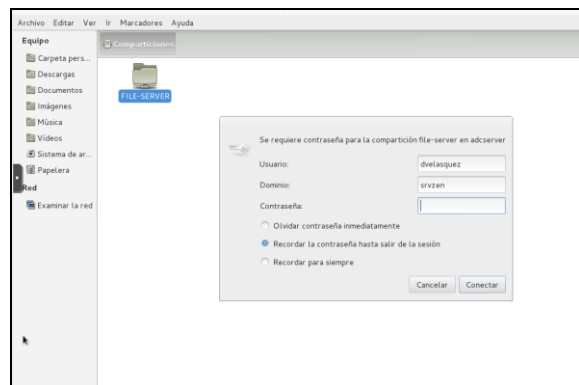 Archivo Editar Ver Ir Marcadores Ayuda
Equipo
Carpeta pers...
Descargas
Documentos
Imágenes
Música
Vídeos
Sistema de ar...
Papelera
Red
Examinar la red
Comparticiones
FILE-SERVER
Se requiere contraseña para la compartición file-server en adcserver
Usuario: dvelasquez
Dominio: srvzen
Contraseña:
Olvidar contraseña inmediatamente
Recordar la contraseña hasta salir de la sesión
Recordar para siempre
Cancelar Conectar